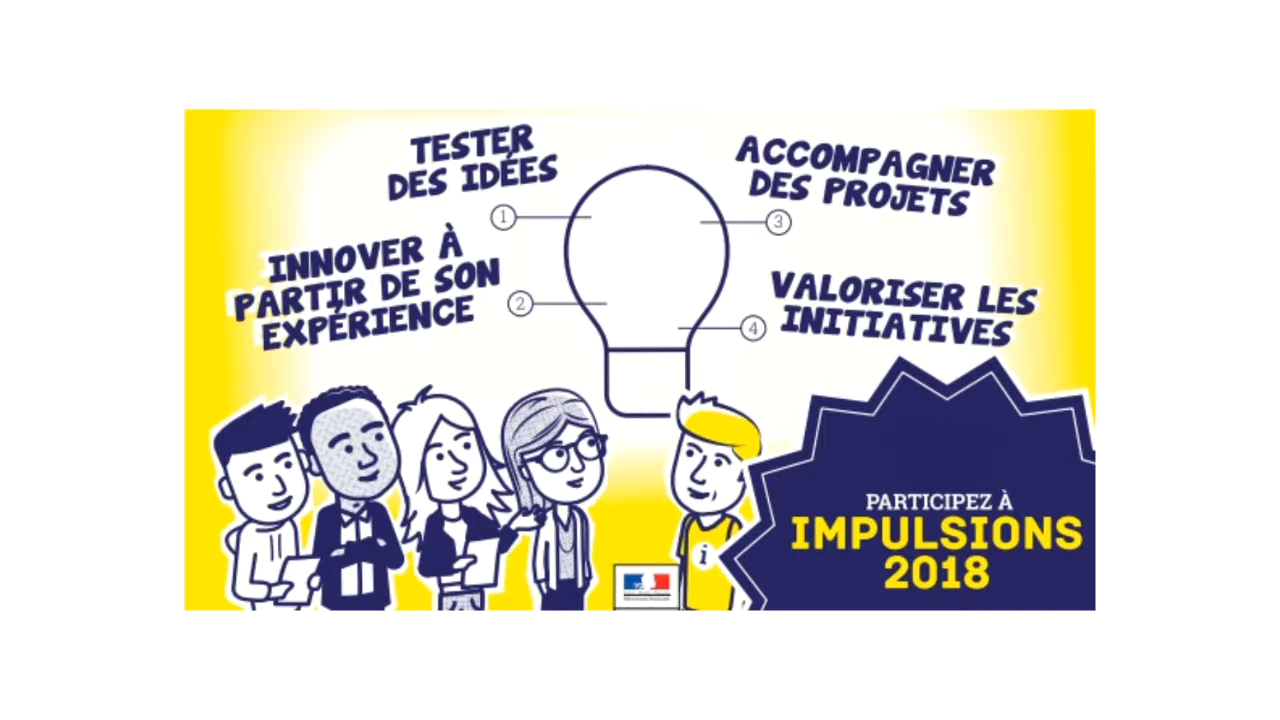 TESTER
DES IDÉES
1
INNOVER À
PARTIR DE SON
EXPÉRIENCE
2
ACCOMPAGNER
DES PROJETS
3
VALORISER LES
INITIATIVES
4
i
PARTICIPEZ À
IMPULSIONS
2018